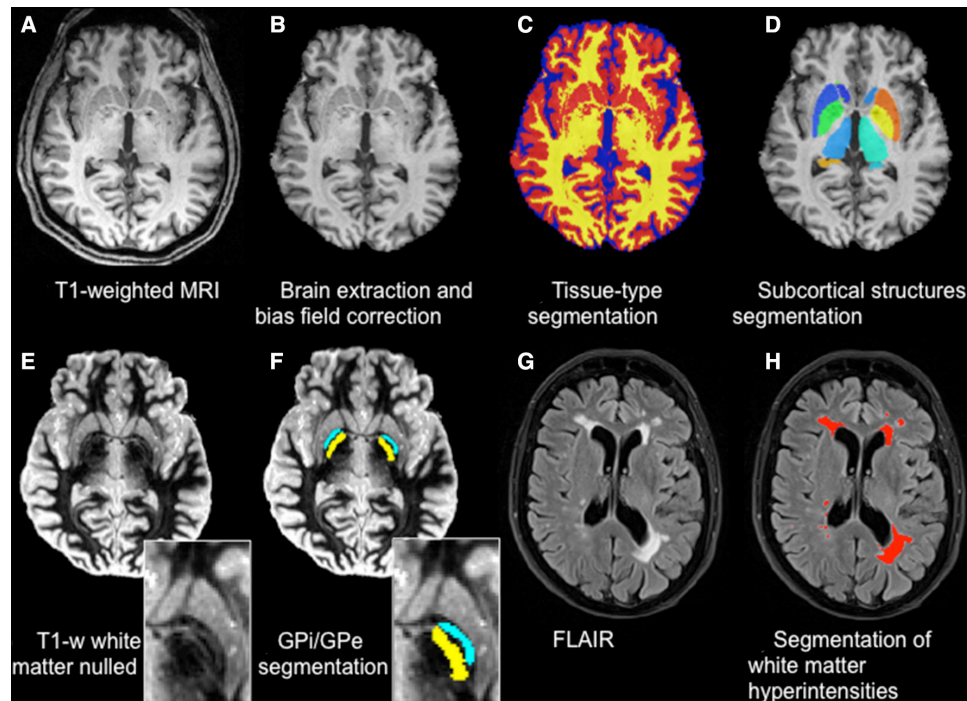 A
B
C
D
T1-weighted MRI
Brain extraction and
bias field correction
Tissue-type
segmentation
Subcortical structures
segmentation
E
F
G
H
T1-w white
matter nulled
GPi/GPe
segmentation
FLAIR
Segmentation of
white matter
hyperintensities